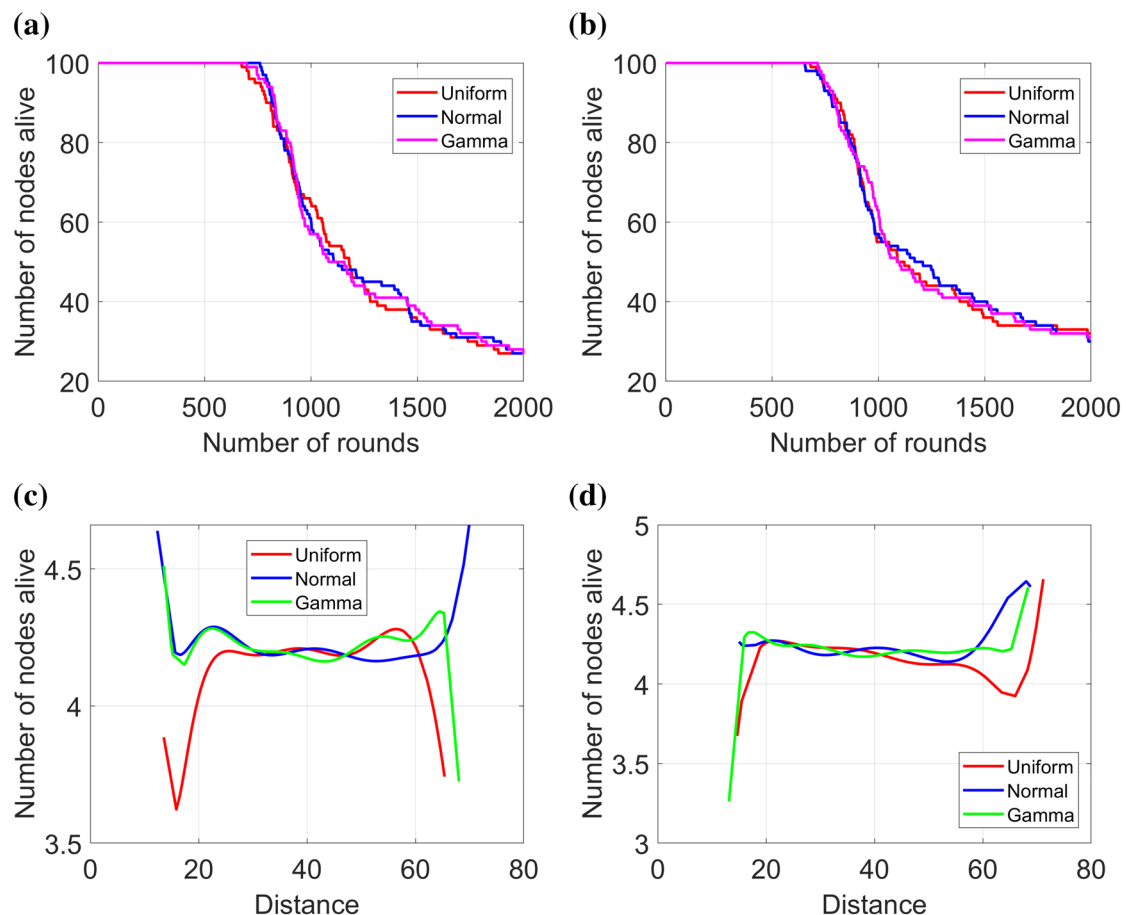 (a)
Number of nodes alive
100
80
60
40
20
0 500 1000 1500 2000
Number of rounds
Uniform
Normal
Gamma
(b)
Number of nodes alive
100
80
60
40
20
0 500 1000 1500 2000
Number of rounds
Uniform
Normal
Gamma
(c)
Number of nodes alive
4.5
4
3.5
0 20 40 60 80
Distance
Uniform
Normal
Gamma
(d)
Number of nodes alive
5
4.5
4
3.5
3
0 20 40 60 80
Distance
Uniform
Normal
Gamma